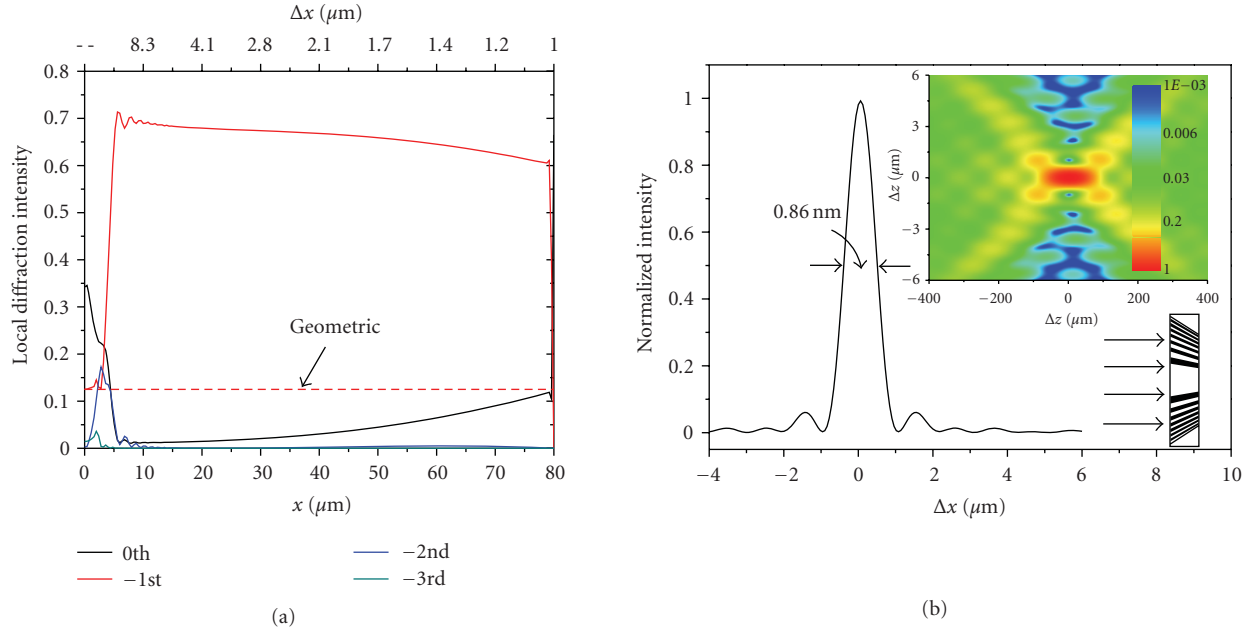 Δx (μm)
- - 8.3 4.1 2.8 2.1 1.7 1.4 1.2 1
0.8
0.7
0.6
0.5
0.4
0.3
0.2
0.1
0
Local diffraction intensity
Geometric
0 10 20 30 40 50 60 70 80
x (μm)
0th
−1st
−2nd
−3rd
(a)
1
0.8
0.6
0.4
0.2
0
Normalized intensity
0.86 nm
−4 −2 0 2 4 6 8 10
Δx (μm)
6
3
0
−3
−6
Δz (μm)
−400 −200 0 200 400
Δz (μm)
1E−03
0.006
0.03
0.2
1
(b)